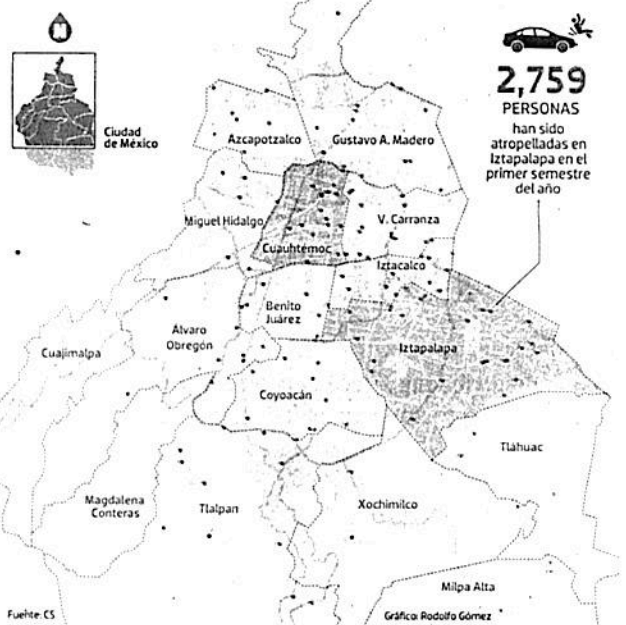 Ciudad
de México
2,759
PERSONAS
han sido
atropelladas en
Iztapalapa en el
primer semestre
del año
Azcapotzalco
Gustavo A. Madero
Miguel Hidalgo
Cuauhtémoc
V. Carranza
Iztacalco
Cuajimalpa
Álvaro
Obregón
Benito
Juárez
Iztapalapa
Coyoacán
Tláhuac
Magdalena
Conteras
Tlalpan
Xochimilco
Milpa Alta
Fuente: CS
Gráfico: Rodolfo Gómez